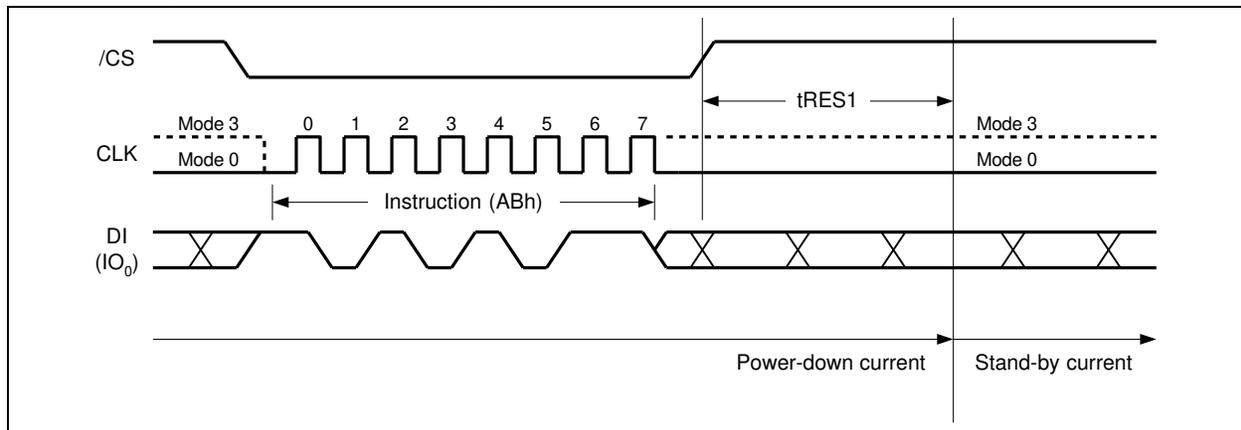 /CS
tRES1
Mode 3 0 1 2 3 4 5 6 7 Mode 3
CLK
Mode 0 Mode 0
Instruction (ABh)
DI
(IO₀)
Power-down current Stand-by current